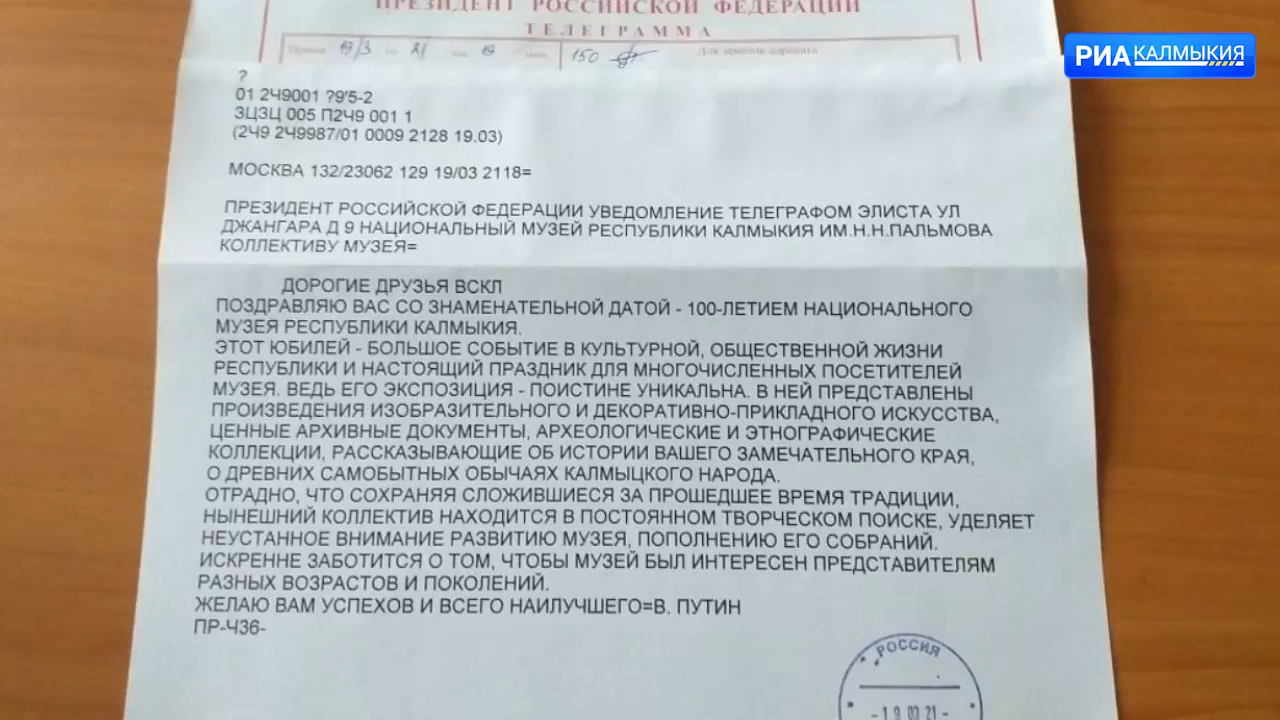 ПРЕЗИДЕНТ РОССИЙСКОЙ ФЕДЕРАЦИИ
ТЕЛЕГРАММА
РИА КАЛМЫКИЯ
19/3 21 19 150 Для
?
01 2Ч9001 ?9'5-2
ЗЦЗЦ 005 П2Ч9 001 1
(2Ч9 2Ч9987/01 0009 2128 19.03)
МОСКВА 132/23062 129 19/03 2118=
ПРЕЗИДЕНТ РОССИЙСКОЙ ФЕДЕРАЦИИ УВЕДОМЛЕНИЕ ТЕЛЕГРАФОМ ЭЛИСТА УЛ
ДЖАНГАРА Д 9 НАЦИОНАЛЬНЫЙ МУЗЕЙ РЕСПУБЛИКИ КАЛМЫКИЯ ИМ.Н.Н.ПАЛЬМОВА
КОЛЛЕКТИВУ МУЗЕЯ=
ДОРОГИЕ ДРУЗЬЯ ВСКЛ
ПОЗДРАВЛЯЮ ВАС СО ЗНАМЕНАТЕЛЬНОЙ ДАТОЙ - 100-ЛЕТИЕМ НАЦИОНАЛЬНОГО
МУЗЕЯ РЕСПУБЛИКИ КАЛМЫКИЯ.
ЭТОТ ЮБИЛЕЙ - БОЛЬШОЕ СОБЫТИЕ В КУЛЬТУРНОЙ, ОБЩЕСТВЕННОЙ ЖИЗНИ
РЕСПУБЛИКИ И НАСТОЯЩИЙ ПРАЗДНИК ДЛЯ МНОГОЧИСЛЕННЫХ ПОСЕТИТЕЛЕЙ
МУЗЕЯ. ВЕДЬ ЕГО ЭКСПОЗИЦИЯ - ПОИСТИНЕ УНИКАЛЬНА. В НЕЙ ПРЕДСТАВЛЕНЫ
ПРОИЗВЕДЕНИЯ ИЗОБРАЗИТЕЛЬНОГО И ДЕКОРАТИВНО-ПРИКЛАДНОГО ИСКУССТВА,
ЦЕННЫЕ АРХИВНЫЕ ДОКУМЕНТЫ, АРХЕОЛОГИЧЕСКИЕ И ЭТНОГРАФИЧЕСКИЕ
КОЛЛЕКЦИИ, РАССКАЗЫВАЮЩИЕ ОБ ИСТОРИИ ВАШЕГО ЗАМЕЧАТЕЛЬНОГО КРАЯ,
О ДРЕВНИХ САМОБЫТНЫХ ОБЫЧАЯХ КАЛМЫЦКОГО НАРОДА.
ОТРАДНО, ЧТО СОХРАНЯЯ СЛОЖИВШИЕСЯ ЗА ПРОШЕДШЕЕ ВРЕМЯ ТРАДИЦИИ,
НЫНЕШНИЙ КОЛЛЕКТИВ НАХОДИТСЯ В ПОСТОЯННОМ ТВОРЧЕСКОМ ПОИСКЕ, УДЕЛЯЕТ
НЕУСТАННОЕ ВНИМАНИЕ РАЗВИТИЮ МУЗЕЯ, ПОПОЛНЕНИЮ ЕГО СОБРАНИЙ.
ИСКРЕННЕ ЗАБОТИТСЯ О ТОМ, ЧТОБЫ МУЗЕЙ БЫЛ ИНТЕРЕСЕН ПРЕДСТАВИТЕЛЯМ
РАЗНЫХ ВОЗРАСТОВ И ПОКОЛЕНИЙ.
ЖЕЛАЮ ВАМ УСПЕХОВ И ВСЕГО НАИЛУЧШЕГО=В. ПУТИН
ПР-Ч36-
РОССИЯ
-19 03 21-